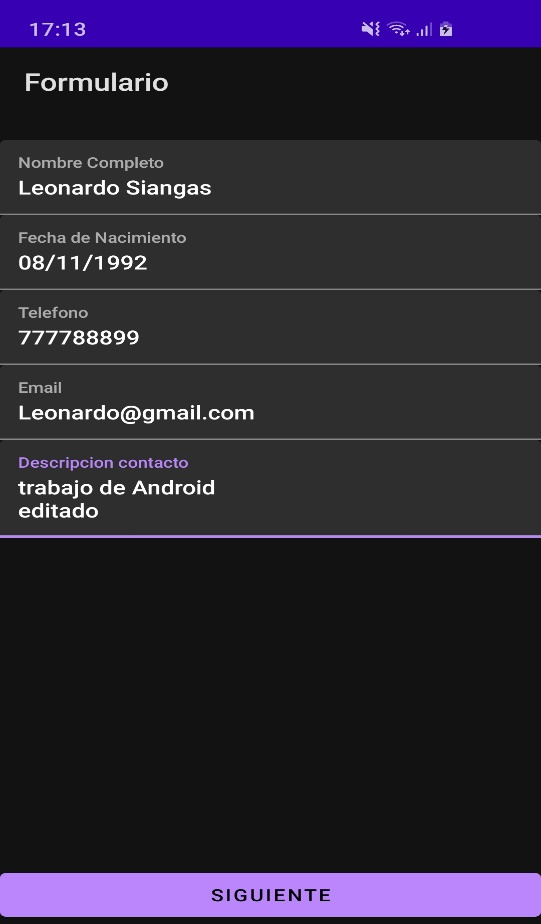 17:13
Formulario
Nombre Completo
Leonardo Siangas
Fecha de Nacimiento
08/11/1992
Telefono
777788899
Email
Leonardo@gmail.com
Descripcion contacto
trabajo de Android
editado
SIGUIENTE